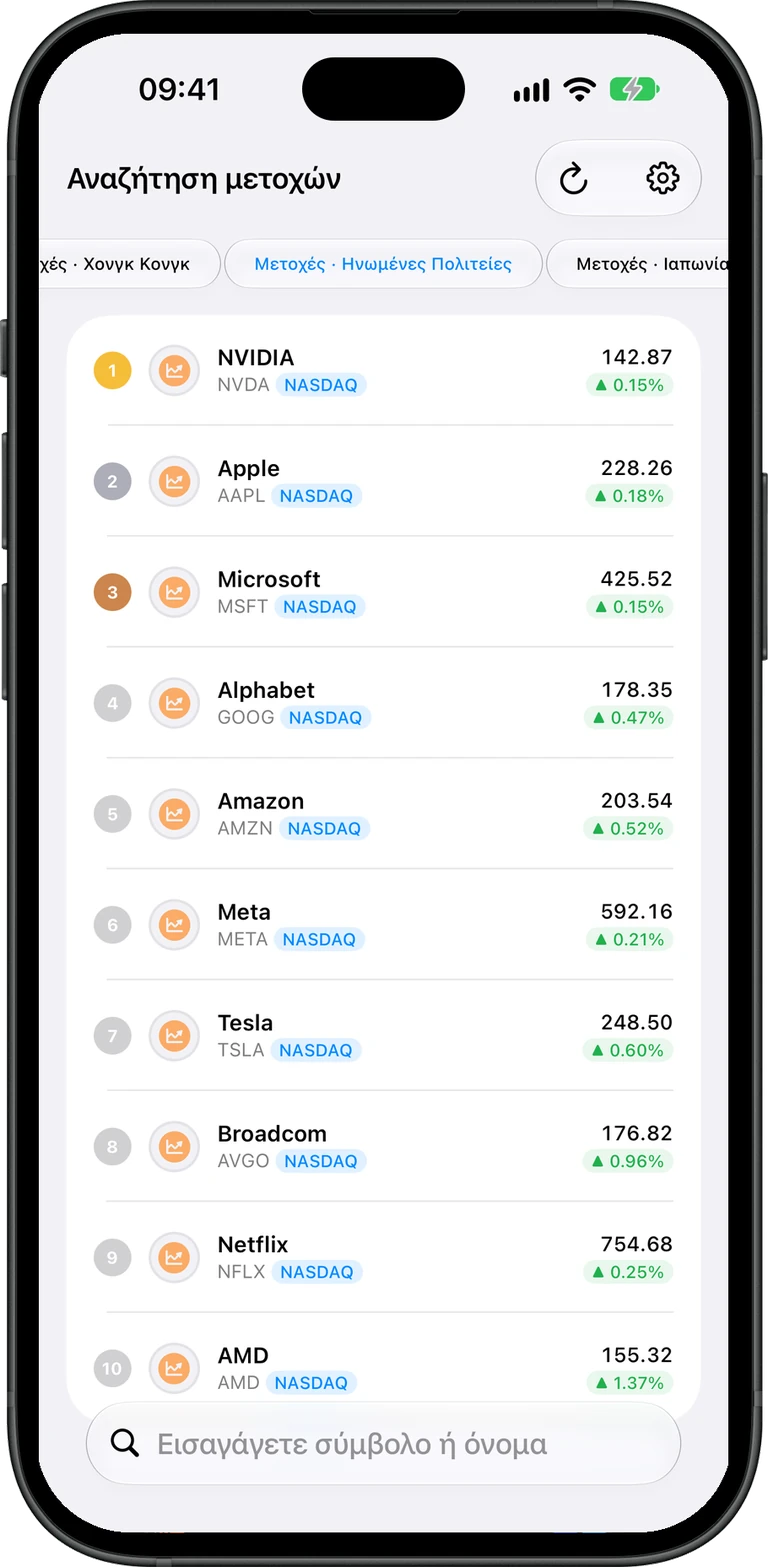 09:41
Αναζήτηση μετοχών
χές · Χονγκ Κονγκ Μετοχές · Ηνωμένες Πολιτείες Μετοχές · Ιαπωνία
1 NVIDIA 142.87
NVDA NASDAQ ▲ 0.15%
2 Apple 228.26
AAPL NASDAQ ▲ 0.18%
3 Microsoft 425.52
MSFT NASDAQ ▲ 0.15%
4 Alphabet 178.35
GOOG NASDAQ ▲ 0.47%
5 Amazon 203.54
AMZN NASDAQ ▲ 0.52%
6 Meta 592.16
META NASDAQ ▲ 0.21%
7 Tesla 248.50
TSLA NASDAQ ▲ 0.60%
8 Broadcom 176.82
AVGO NASDAQ ▲ 0.96%
9 Netflix 754.68
NFLX NASDAQ ▲ 0.25%
10 AMD 155.32
AMD NASDAQ ▲ 1.37%
Εισαγάγετε σύμβολο ή όνομα